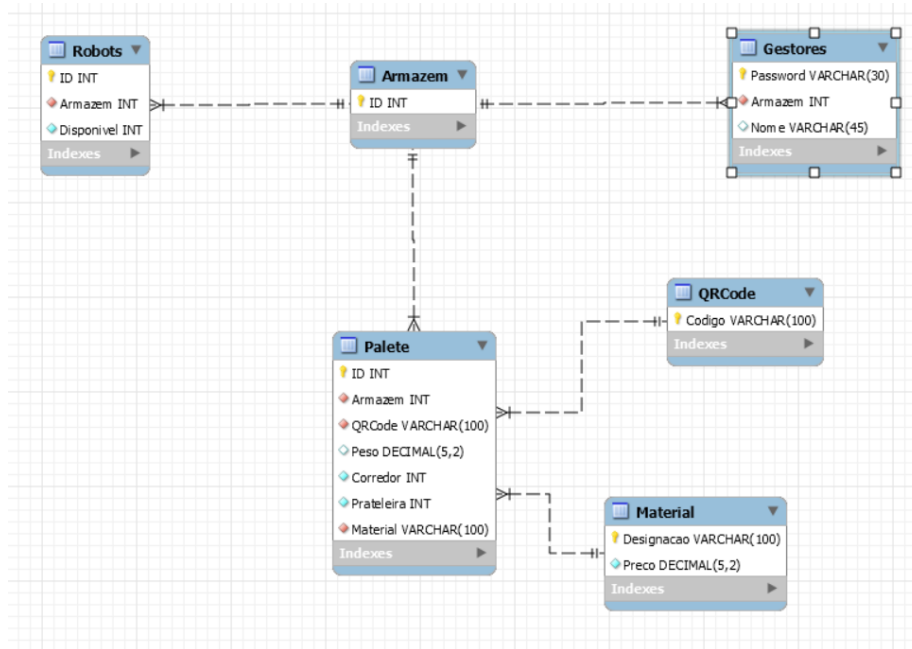 Robots
ID INT
Armazem INT
Disponivel INT
Indexes
Armazem
ID INT
Indexes
Gestores
Password VARCHAR(30)
Armazem INT
Nome VARCHAR(45)
Indexes
QRCode
Codigo VARCHAR(100)
Indexes
Palete
ID INT
Armazem INT
QRCode VARCHAR(100)
Peso DECIMAL(5,2)
Corredor INT
Prateleira INT
Material VARCHAR(100)
Indexes
Material
Designacao VARCHAR(100)
Preco DECIMAL(5,2)
Indexes